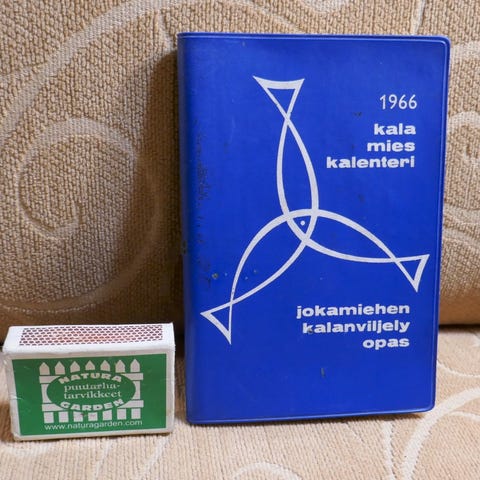 1966
kala
mies
kalenteri
jokamiehen
kalanviljely
opas
NATURA
puutarha-
tarvikkeet
GARDEN
www.naturagarden.com